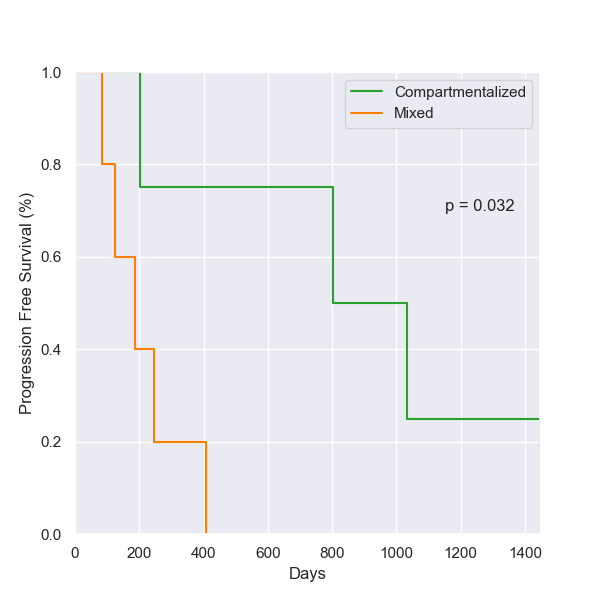 Compartmentalized
Mixed
p = 0.032
Progression Free Survival (%)
1.0
0.8
0.6
0.4
0.2
0.0
0 200 400 600 800 1000 1200 1400
Days